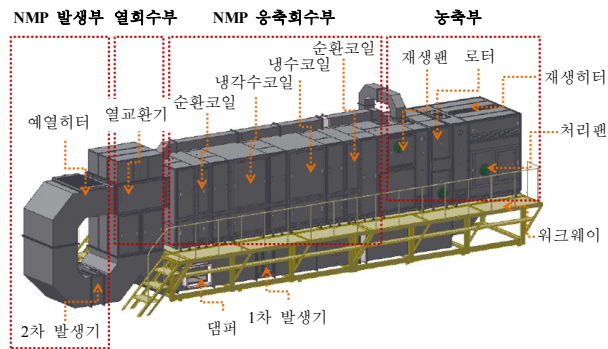 NMP 발생부 열회수부 NMP 응축회수부 농축부
순환코일
냉수코일
재생팬 로터
냉각수코일
재생히터
순환코일
열교환기
예열히터
처리팬
워크웨이
댐퍼 1차 발생기
2차 발생기